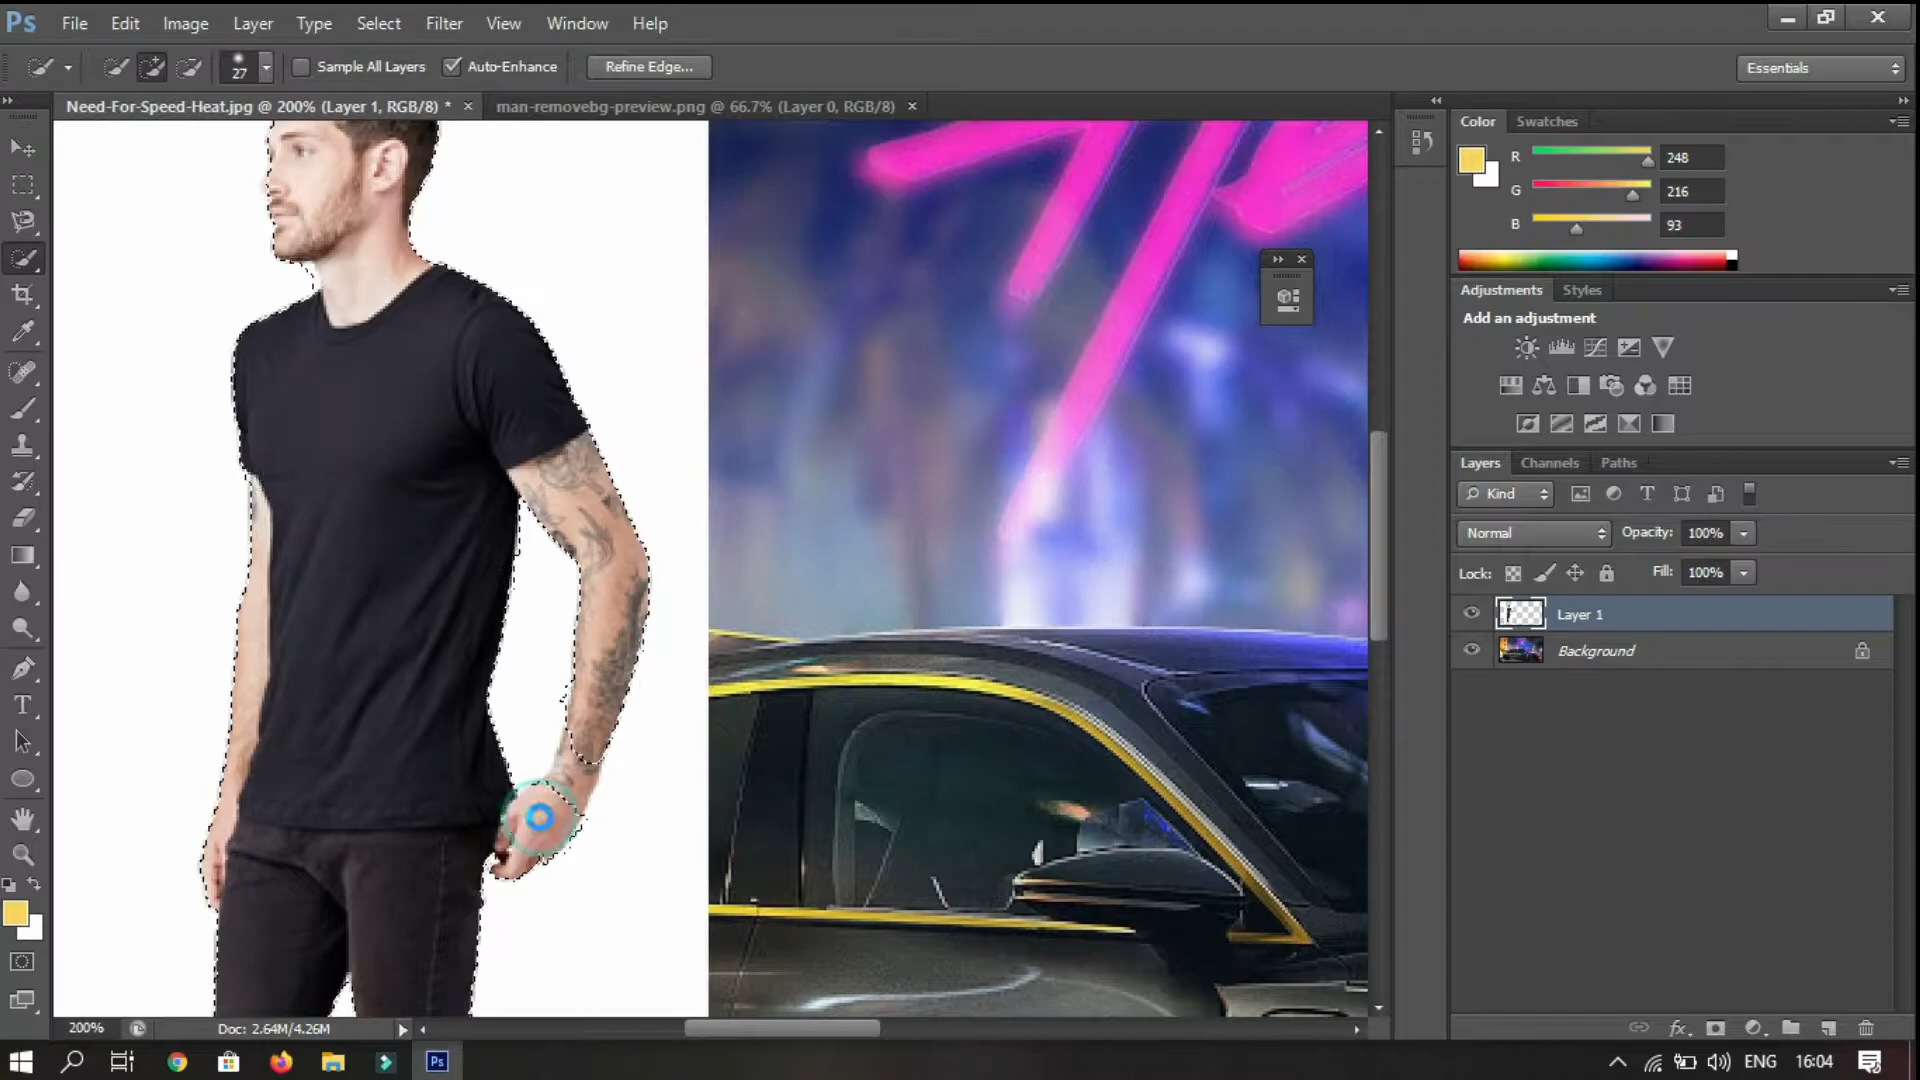 Ps File Edit Image Layer Type Select Filter View Window Help
27 Sample All Layers Auto-Enhance Refine Edge... Essentials
Need-For-Speed-Heat.jpg @ 200% (Layer 1, RGB/8) * man-removebg-preview.png @ 66.7% (Layer 0, RGB/8)
Color Swatches
R 248
G 216
B 93
Adjustments Styles
Add an adjustment
Layers Channels Paths
Kind
Normal Opacity: 100%
Lock: Fill: 100%
Layer 1
Background
200% Doc: 2.64M/4.26M
fx
Ps ENG 16:04